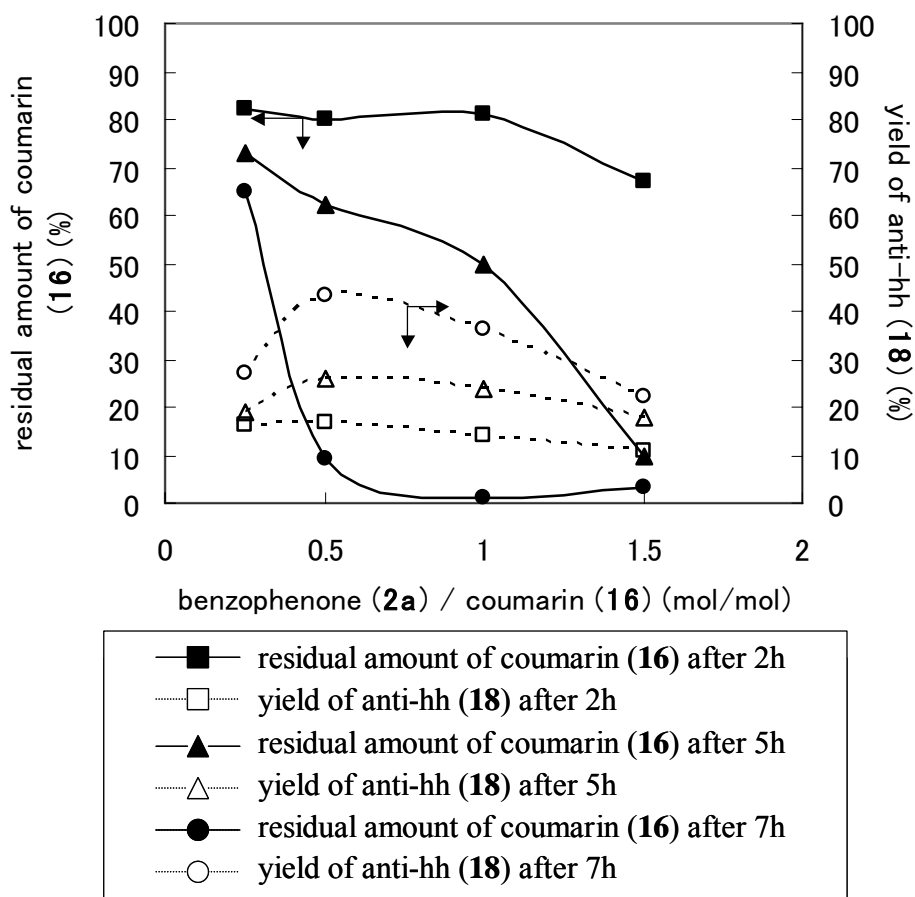 100
90
80
70
60
50
40
30
20
10
0
residual amount of coumarin
(16) (%)
100
90
80
70
60
50
40
30
20
10
0
yield of anti-hh (18) (%)
0 0.5 1 1.5 2
benzophenone (2a) / coumarin (16) (mol/mol)
residual amount of coumarin (16) after 2h
yield of anti-hh (18) after 2h
residual amount of coumarin (16) after 5h
yield of anti-hh (18) after 5h
residual amount of coumarin (16) after 7h
yield of anti-hh (18) after 7h